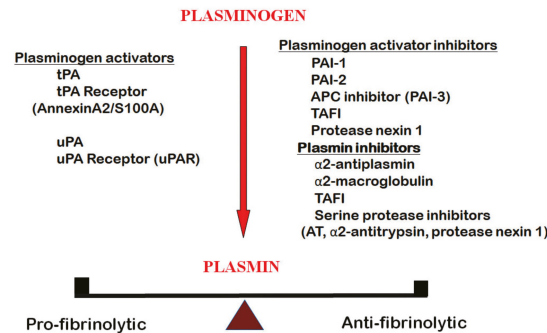 PLASMINOGEN
Plasminogen activators
tPA
tPA Receptor
(AnnexinA2/S100A)
uPA
uPA Receptor (uPAR)
Plasminogen activator inhibitors
PAI-1
PAI-2
APC inhibitor (PAI-3)
TAFI
Protease nexin 1
Plasmin inhibitors
α2-antiplasmin
α2-macroglobulin
TAFI
Serine protease inhibitors
(AT, α2-antitrypsin, protease nexin 1)
PLASMIN
Pro-fibrinolytic
Anti-fibrinolytic